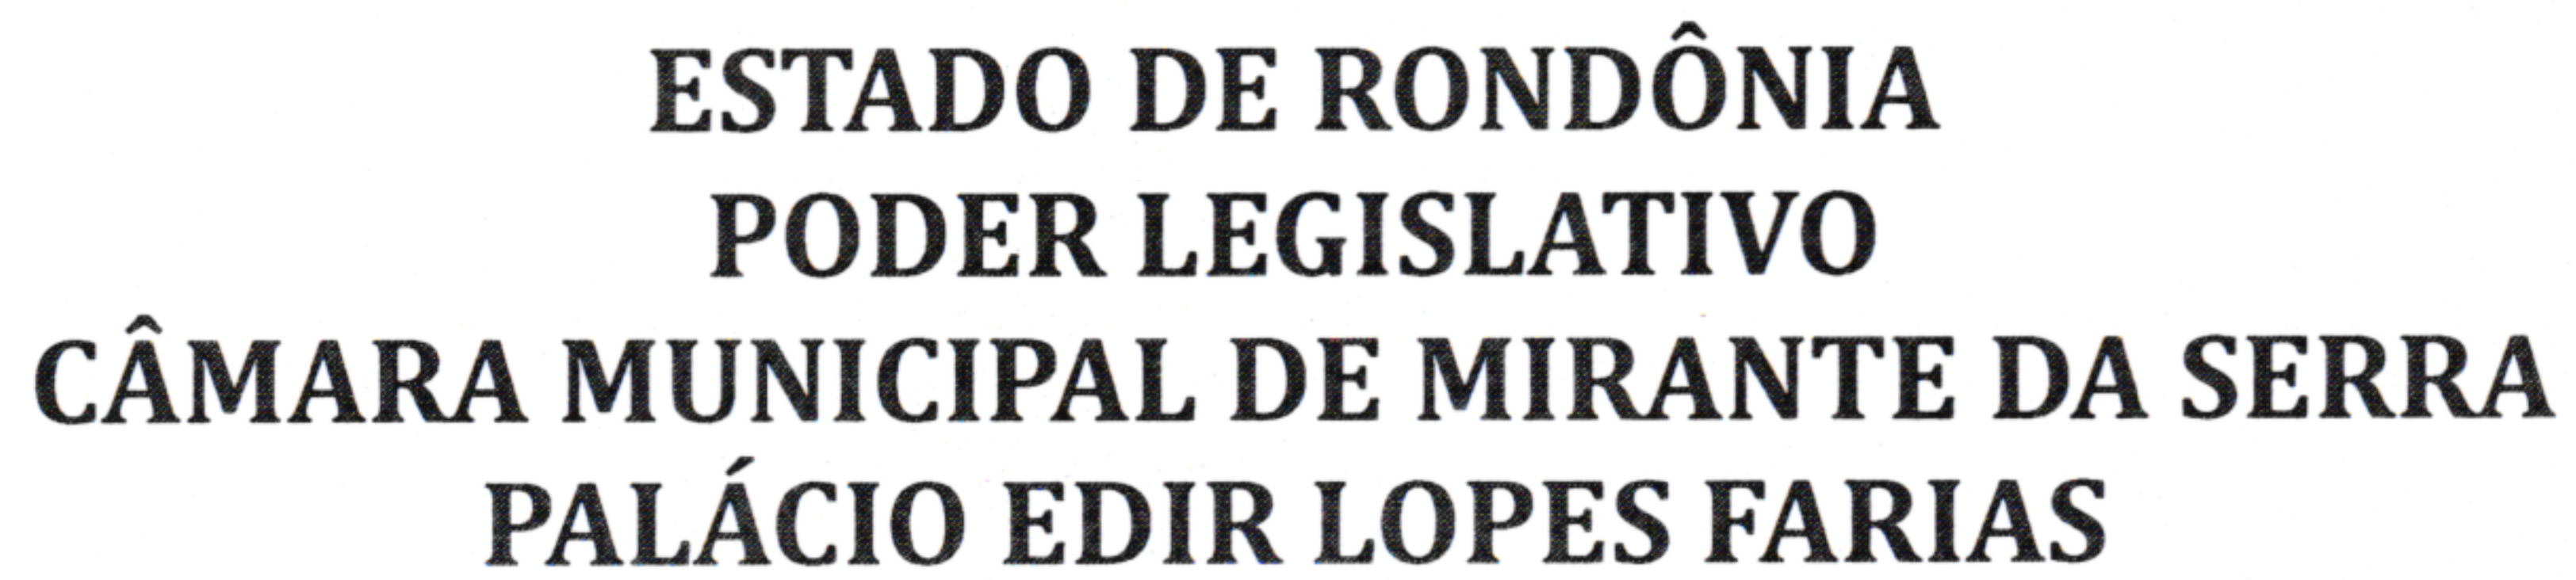 ESTADO DE RONDÔNIA
PODER LEGISLATIVO
CÂMARA MUNICIPAL DE MIRANTE DA SERRA
PALÁCIO EDIR LOPES FARIAS